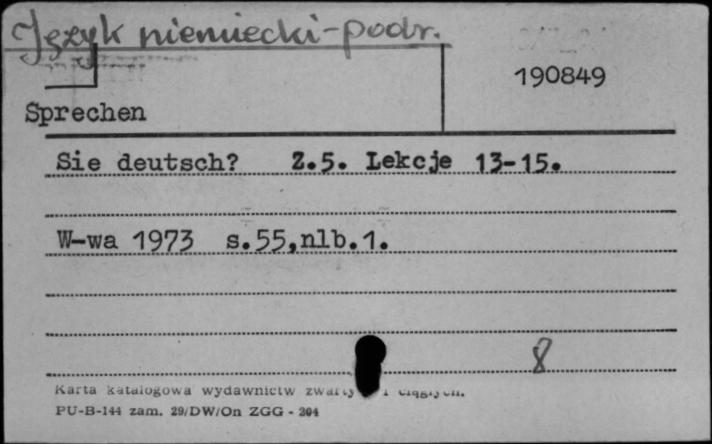 Język niemiecki-podr.
190849
Sprechen
Sie deutsch? Z.5. Lekcje 13-15.
W-wa 1973 s.55,nlb.1.
8
Karta katalogowa wydawnictw i ciągłych.
PU-B-144 zam. 29/DW/On ZGG - 204